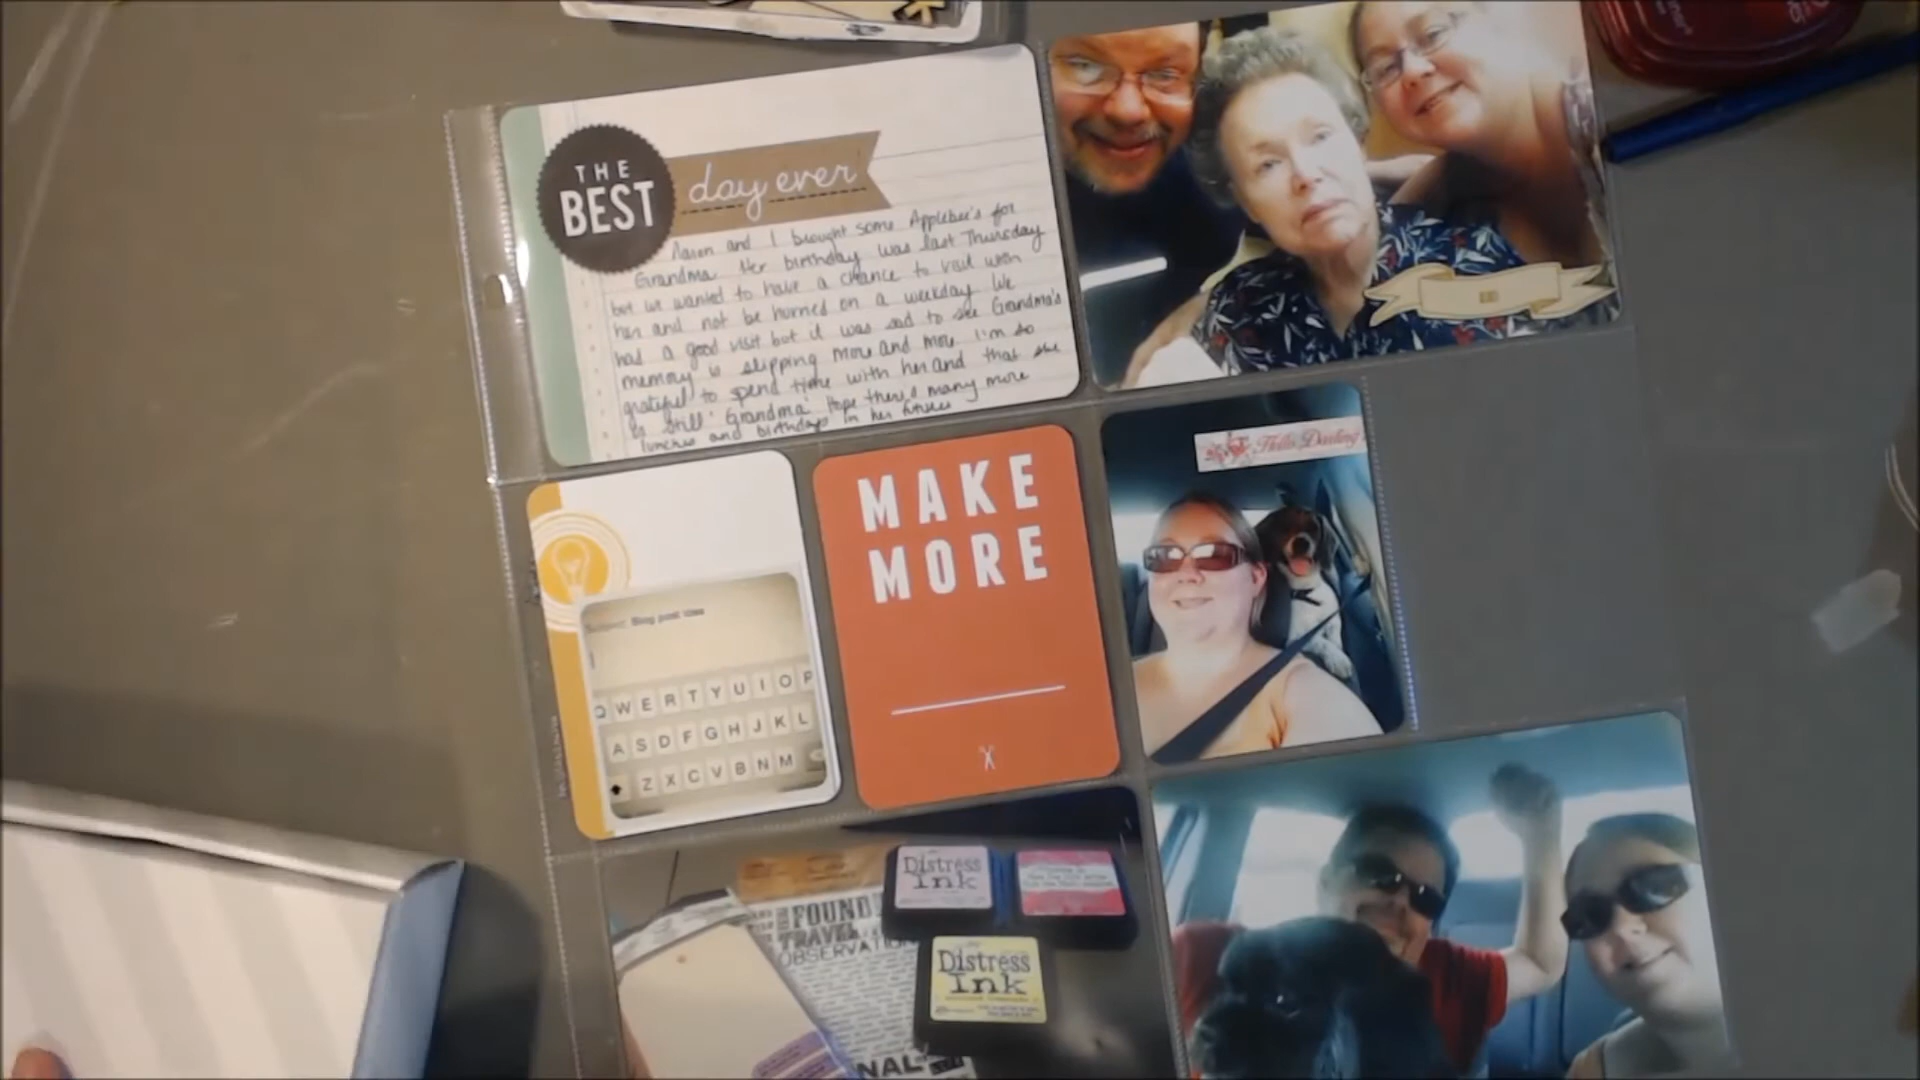 THE
BEST
day ever
Aaron and I brought some Applebee's for
Grandma. Her birthday was last Thursday
but we wanted to have a chance to visit with
her and not be hurried on a weekday. We
had a good visit but it was sad to see Grandma's
memory is slipping more and more. I'm so
grateful to spend time with her and that she
is still 'Grandma'. Hope there's many more
lunches and birthdays in her future
Hello Darling
MAKE
MORE
Subject: Blog post idea
Q W E R T Y U I O P
A S D F G H J K L
Z X C V B N M
Distress
Ink
Distress
Ink
FOUND
TRAVEL
OBSERVATION
NAL